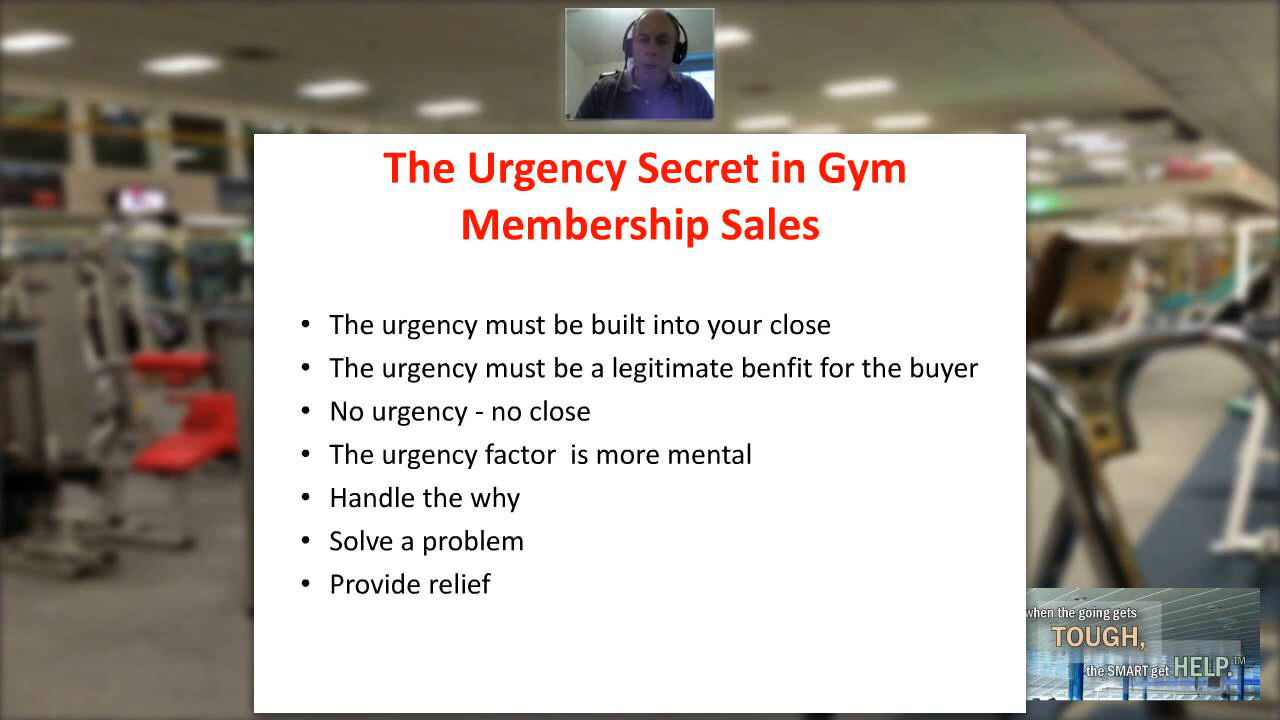 The Urgency Secret in Gym
Membership Sales
• The urgency must be built into your close
• The urgency must be a legitimate benfit for the buyer
• No urgency - no close
• The urgency factor  is more mental
• Handle the why
• Solve a problem
• Provide relief
when the going gets
TOUGH,
the SMART get HELP.™